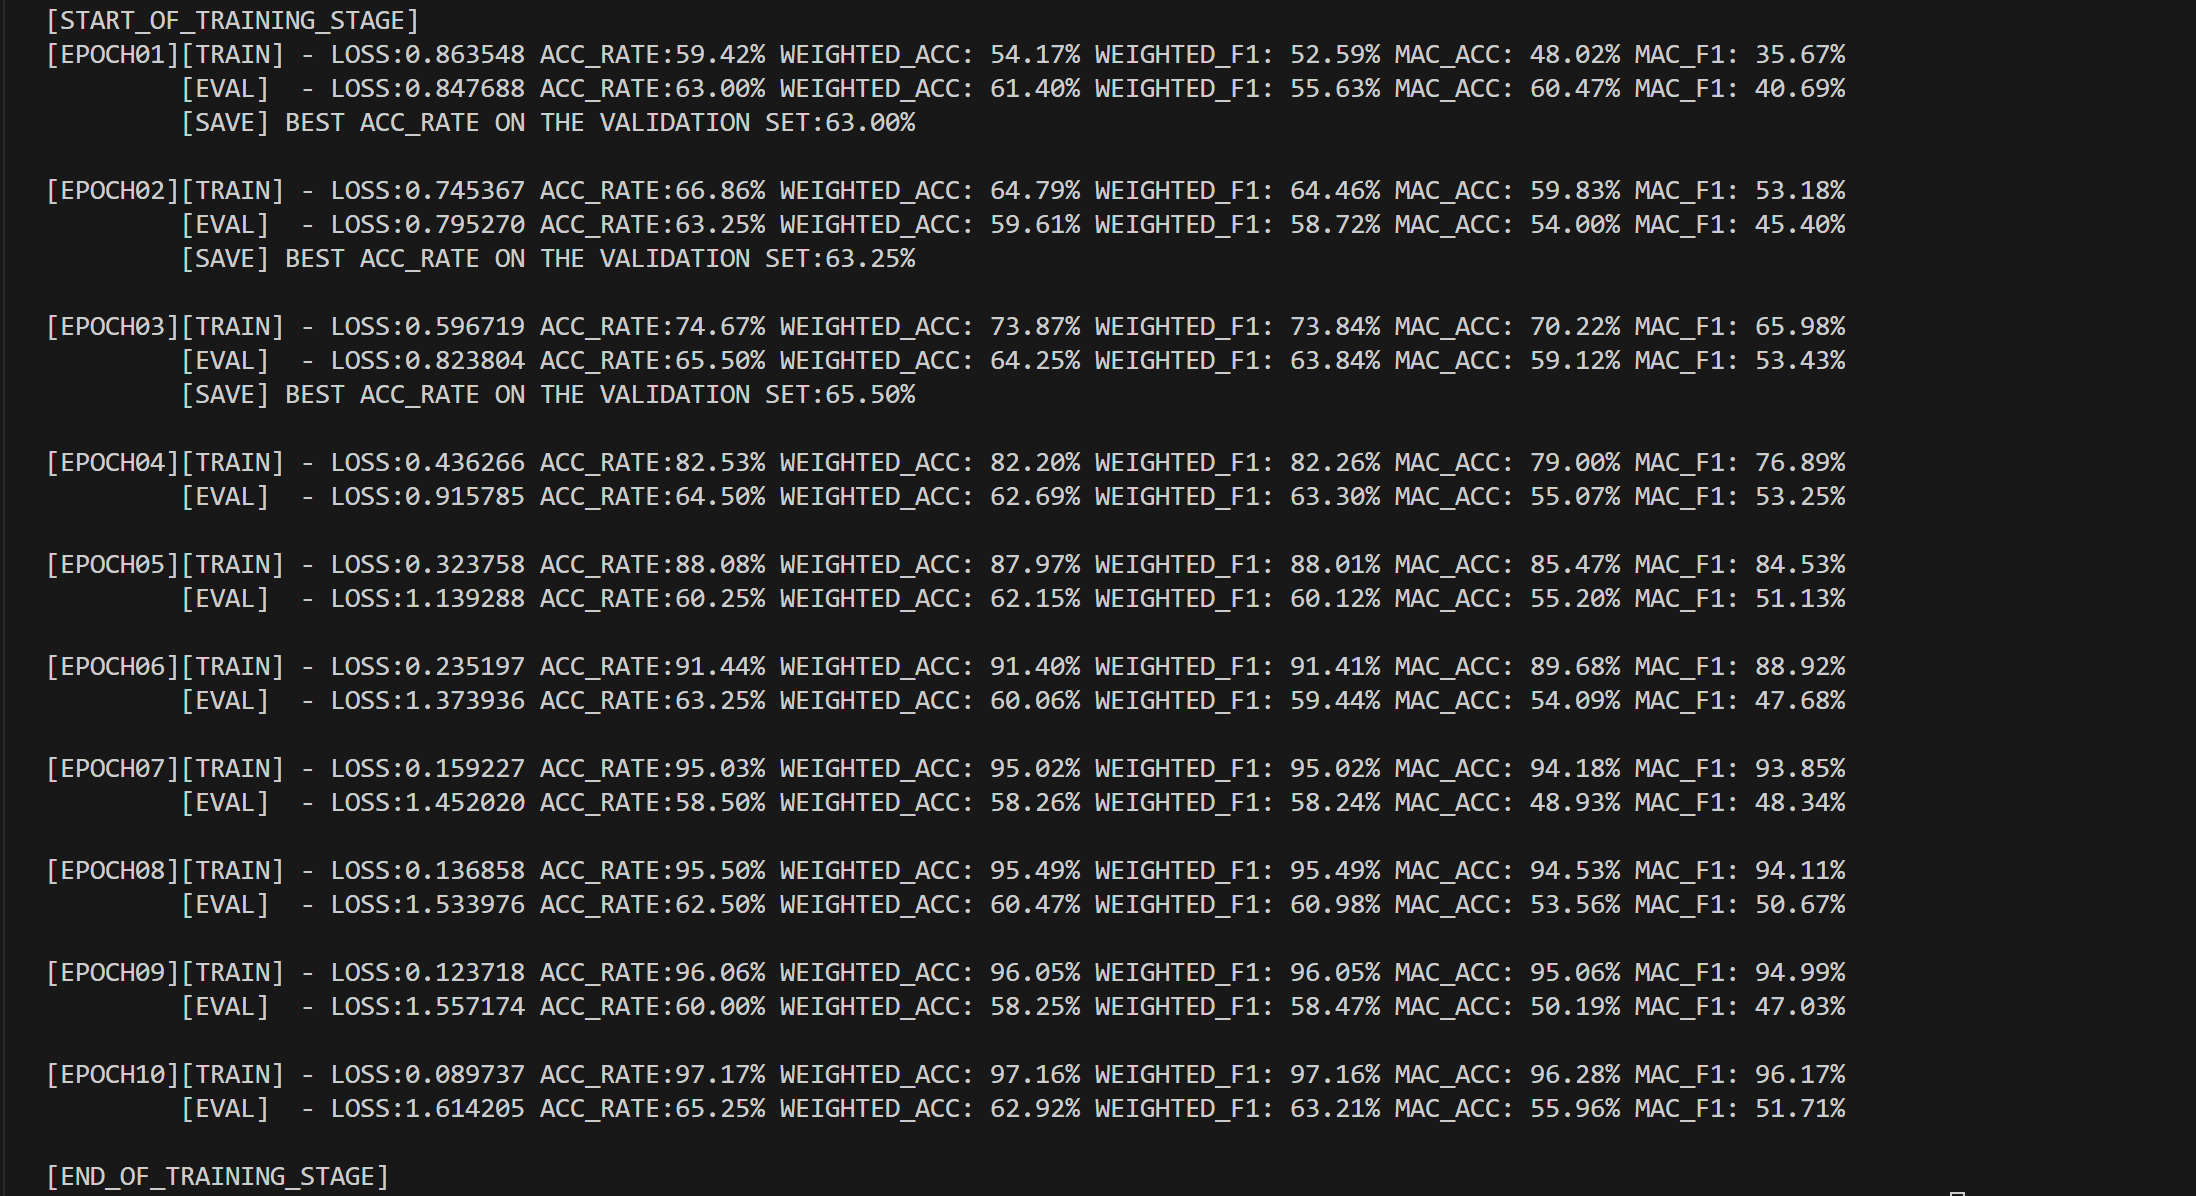 [START_OF_TRAINING_STAGE]
[EPOCH01][TRAIN] - LOSS:0.863548 ACC_RATE:59.42% WEIGHTED_ACC: 54.17% WEIGHTED_F1: 52.59% MAC_ACC: 48.02% MAC_F1: 35.67%
[EVAL]  - LOSS:0.847688 ACC_RATE:63.00% WEIGHTED_ACC: 61.40% WEIGHTED_F1: 55.63% MAC_ACC: 60.47% MAC_F1: 40.69%
[SAVE] BEST ACC_RATE ON THE VALIDATION SET:63.00%
[EPOCH02][TRAIN] - LOSS:0.745367 ACC_RATE:66.86% WEIGHTED_ACC: 64.79% WEIGHTED_F1: 64.46% MAC_ACC: 59.83% MAC_F1: 53.18%
[EVAL]  - LOSS:0.795270 ACC_RATE:63.25% WEIGHTED_ACC: 59.61% WEIGHTED_F1: 58.72% MAC_ACC: 54.00% MAC_F1: 45.40%
[SAVE] BEST ACC_RATE ON THE VALIDATION SET:63.25%
[EPOCH03][TRAIN] - LOSS:0.596719 ACC_RATE:74.67% WEIGHTED_ACC: 73.87% WEIGHTED_F1: 73.84% MAC_ACC: 70.22% MAC_F1: 65.98%
[EVAL]  - LOSS:0.823804 ACC_RATE:65.50% WEIGHTED_ACC: 64.25% WEIGHTED_F1: 63.84% MAC_ACC: 59.12% MAC_F1: 53.43%
[SAVE] BEST ACC_RATE ON THE VALIDATION SET:65.50%
[EPOCH04][TRAIN] - LOSS:0.436266 ACC_RATE:82.53% WEIGHTED_ACC: 82.20% WEIGHTED_F1: 82.26% MAC_ACC: 79.00% MAC_F1: 76.89%
[EVAL]  - LOSS:0.915785 ACC_RATE:64.50% WEIGHTED_ACC: 62.69% WEIGHTED_F1: 63.30% MAC_ACC: 55.07% MAC_F1: 53.25%
[EPOCH05][TRAIN] - LOSS:0.323758 ACC_RATE:88.08% WEIGHTED_ACC: 87.97% WEIGHTED_F1: 88.01% MAC_ACC: 85.47% MAC_F1: 84.53%
[EVAL]  - LOSS:1.139288 ACC_RATE:60.25% WEIGHTED_ACC: 62.15% WEIGHTED_F1: 60.12% MAC_ACC: 55.20% MAC_F1: 51.13%
[EPOCH06][TRAIN] - LOSS:0.235197 ACC_RATE:91.44% WEIGHTED_ACC: 91.40% WEIGHTED_F1: 91.41% MAC_ACC: 89.68% MAC_F1: 88.92%
[EVAL]  - LOSS:1.373936 ACC_RATE:63.25% WEIGHTED_ACC: 60.06% WEIGHTED_F1: 59.44% MAC_ACC: 54.09% MAC_F1: 47.68%
[EPOCH07][TRAIN] - LOSS:0.159227 ACC_RATE:95.03% WEIGHTED_ACC: 95.02% WEIGHTED_F1: 95.02% MAC_ACC: 94.18% MAC_F1: 93.85%
[EVAL]  - LOSS:1.452020 ACC_RATE:58.50% WEIGHTED_ACC: 58.26% WEIGHTED_F1: 58.24% MAC_ACC: 48.93% MAC_F1: 48.34%
[EPOCH08][TRAIN] - LOSS:0.136858 ACC_RATE:95.50% WEIGHTED_ACC: 95.49% WEIGHTED_F1: 95.49% MAC_ACC: 94.53% MAC_F1: 94.11%
[EVAL]  - LOSS:1.533976 ACC_RATE:62.50% WEIGHTED_ACC: 60.47% WEIGHTED_F1: 60.98% MAC_ACC: 53.56% MAC_F1: 50.67%
[EPOCH09][TRAIN] - LOSS:0.123718 ACC_RATE:96.06% WEIGHTED_ACC: 96.05% WEIGHTED_F1: 96.05% MAC_ACC: 95.06% MAC_F1: 94.99%
[EVAL]  - LOSS:1.557174 ACC_RATE:60.00% WEIGHTED_ACC: 58.25% WEIGHTED_F1: 58.47% MAC_ACC: 50.19% MAC_F1: 47.03%
[EPOCH10][TRAIN] - LOSS:0.089737 ACC_RATE:97.17% WEIGHTED_ACC: 97.16% WEIGHTED_F1: 97.16% MAC_ACC: 96.28% MAC_F1: 96.17%
[EVAL]  - LOSS:1.614205 ACC_RATE:65.25% WEIGHTED_ACC: 62.92% WEIGHTED_F1: 63.21% MAC_ACC: 55.96% MAC_F1: 51.71%
[END_OF_TRAINING_STAGE]